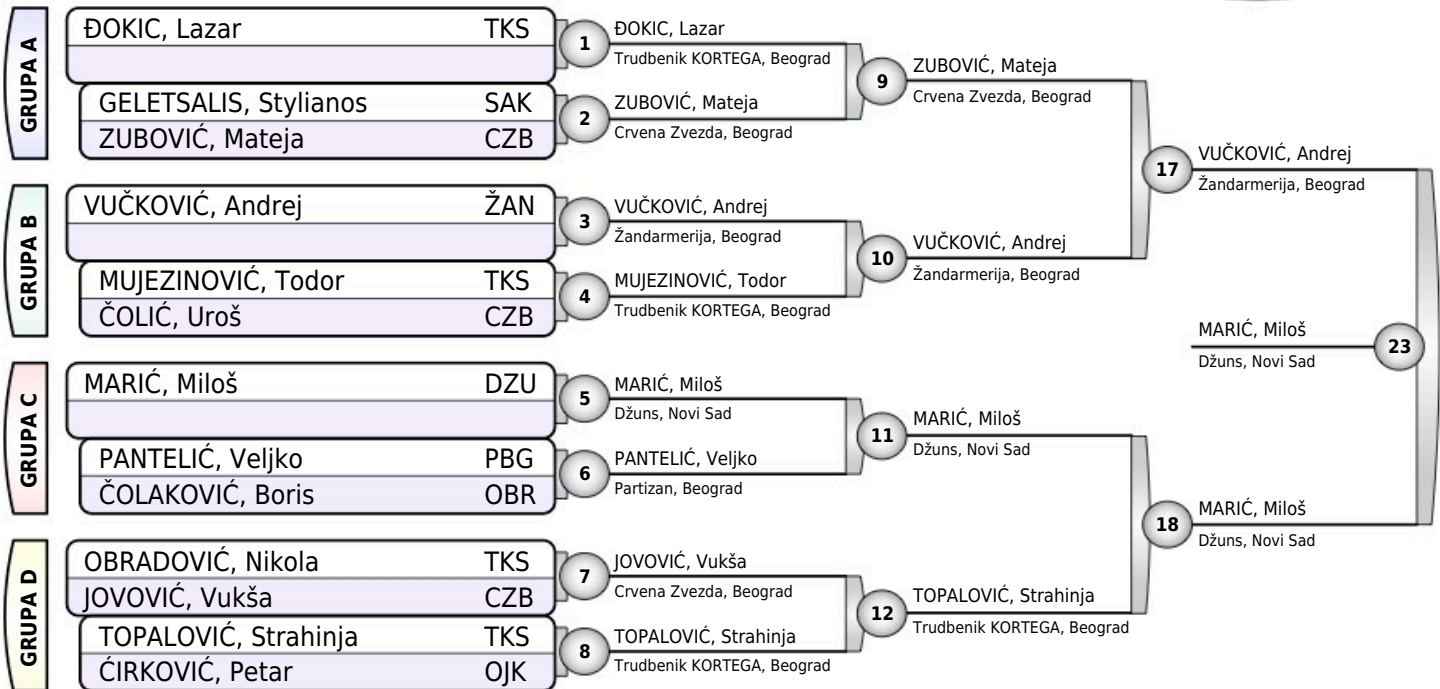 GRUPA A
ĐOKIC, Lazar TKS
GELETSALIS, Stylianos SAK
ZUBOVIĆ, Mateja CZB
GRUPA B
VUČKOVIĆ, Andrej ŽAN
MUJEZINOVIĆ, Todor TKS
ČOLIĆ, Uroš CZB
GRUPA C
MARIĆ, Miloš DZU
PANTELIĆ, Veljko PBG
ČOLAKOVIĆ, Boris OBR
GRUPA D
OBRADOVIĆ, Nikola TKS
JOVOVIĆ, Vukša CZB
TOPALOVIĆ, Strahinja TKS
ĆIRKOVIĆ, Petar OJK
1
ĐOKIC, Lazar
Trudbenik KORTEGA, Beograd
2
ZUBOVIĆ, Mateja
Crvena Zvezda, Beograd
3
VUČKOVIĆ, Andrej
Žandarmerija, Beograd
4
MUJEZINOVIĆ, Todor
Trudbenik KORTEGA, Beograd
5
MARIĆ, Miloš
Džuns, Novi Sad
6
PANTELIĆ, Veljko
Partizan, Beograd
7
JOVOVIĆ, Vukša
Crvena Zvezda, Beograd
8
TOPALOVIĆ, Strahinja
Trudbenik KORTEGA, Beograd
9
ZUBOVIĆ, Mateja
Crvena Zvezda, Beograd
10
VUČKOVIĆ, Andrej
Žandarmerija, Beograd
11
MARIĆ, Miloš
Džuns, Novi Sad
12
TOPALOVIĆ, Strahinja
Trudbenik KORTEGA, Beograd
17
VUČKOVIĆ, Andrej
Žandarmerija, Beograd
18
MARIĆ, Miloš
Džuns, Novi Sad
MARIĆ, Miloš
Džuns, Novi Sad
23